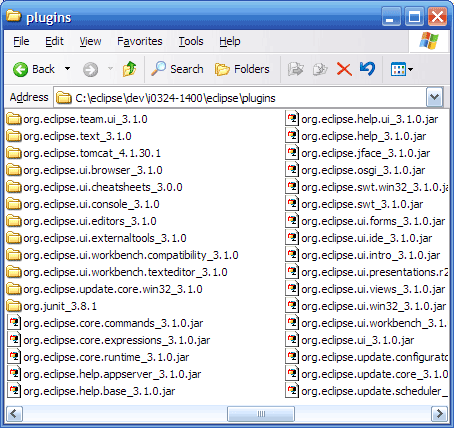 plugins
File Edit View Favorites Tools Help
Back Search Folders
Address C:\eclipse\dev\i0324-1400\eclipse\plugins
org.eclipse.team.ui_3.1.0
org.eclipse.text_3.1.0
org.eclipse.tomcat_4.1.30.1
org.eclipse.ui.browser_3.1.0
org.eclipse.ui.cheatsheets_3.0.0
org.eclipse.ui.console_3.1.0
org.eclipse.ui.editors_3.1.0
org.eclipse.ui.externaltools_3.1.0
org.eclipse.ui.workbench.compatibility_3.1.0
org.eclipse.ui.workbench.texteditor_3.1.0
org.eclipse.update.core.win32_3.1.0
org.junit_3.8.1
org.eclipse.core.commands_3.1.0.jar
org.eclipse.core.expressions_3.1.0.jar
org.eclipse.core.runtime_3.1.0.jar
org.eclipse.help.appserver_3.1.0.jar
org.eclipse.help.base_3.1.0.jar
org.eclipse.help.ui_3.1.0.jar
org.eclipse.help_3.1.0.jar
org.eclipse.jface_3.1.0.jar
org.eclipse.osgi_3.1.0.jar
org.eclipse.swt.win32_3.1.0.ja
org.eclipse.swt_3.1.0.jar
org.eclipse.ui.forms_3.1.0.jar
org.eclipse.ui.ide_3.1.0.jar
org.eclipse.ui.intro_3.1.0.jar
org.eclipse.ui.presentations.r2
org.eclipse.ui.views_3.1.0.jar
org.eclipse.ui.win32_3.1.0.jar
org.eclipse.ui.workbench_3.1.
org.eclipse.ui_3.1.0.jar
org.eclipse.update.configurato
org.eclipse.update.core_3.1.0
org.eclipse.update.scheduler_